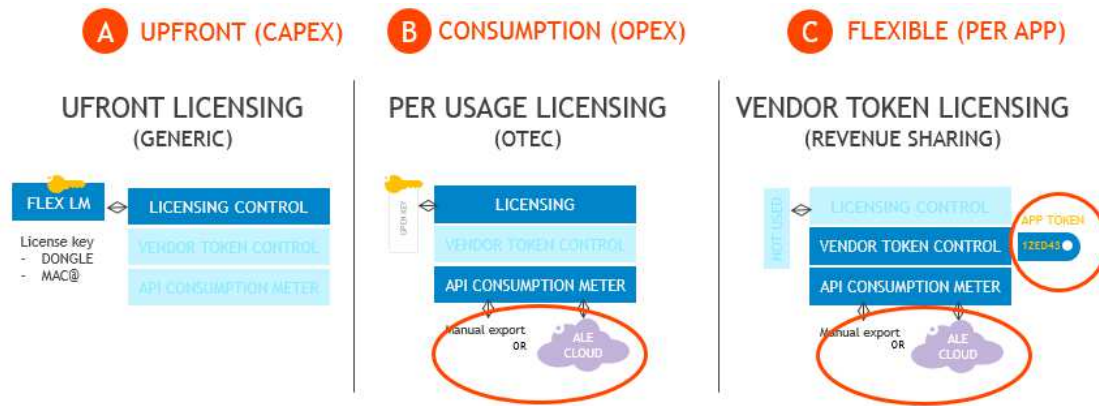 A UPFRONT (CAPEX)
B CONSUMPTION (OPEX)
C FLEXIBLE (PER APP)
UFRONT LICENSING
(GENERIC)
FLEX LM
LICENSING CONTROL
VENDOR TOKEN CONTROL
API CONSUMPTION METER
License key
- DONGLE
- MAC@
PER USAGE LICENSING
(OTEC)
OPEN KEY
LICENSING
VENDOR TOKEN CONTROL
API CONSUMPTION METER
Manual export
OR
ALE
CLOUD
VENDOR TOKEN LICENSING
(REVENUE SHARING)
NOT USED
LICENSING CONTROL
VENDOR TOKEN CONTROL
API CONSUMPTION METER
APP TOKEN
1ZED43
Manual export
OR
ALE
CLOUD